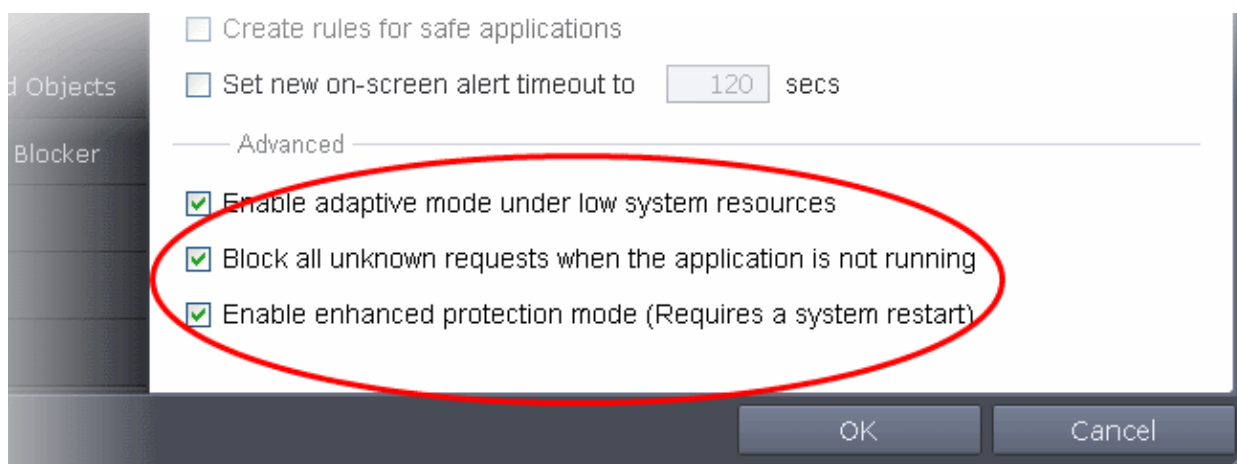 Create rules for safe applications
d Objects
Set new on-screen alert timeout to 120 secs
Blocker
Advanced
Enable adaptive mode under low system resources
Block all unknown requests when the application is not running
Enable enhanced protection mode (Requires a system restart)
OK
Cancel